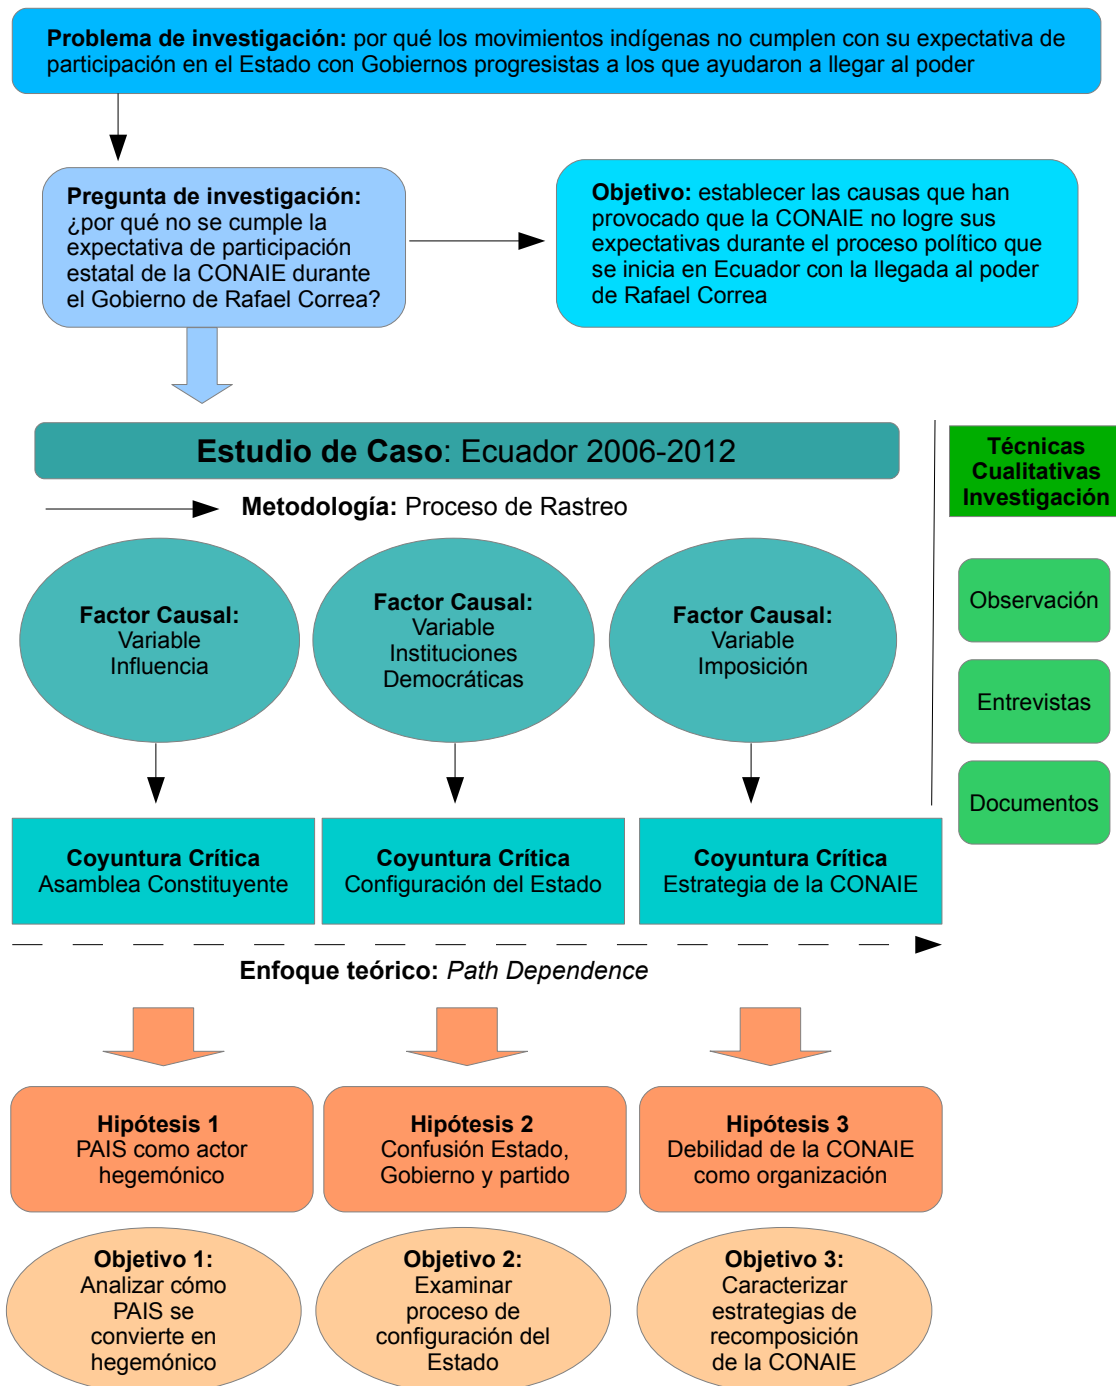 Problema de investigación: por qué los movimientos indígenas no cumplen con su expectativa de
participación en el Estado con Gobiernos progresistas a los que ayudaron a llegar al poder
Pregunta de investigación:
¿por qué no se cumple la
expectativa de participación
estatal de la CONAIE durante
el Gobierno de Rafael Correa?
Objetivo: establecer las causas que han
provocado que la CONAIE no logre sus
expectativas durante el proceso político que
se inicia en Ecuador con la llegada al poder
de Rafael Correa
Estudio de Caso: Ecuador 2006-2012
Metodología: Proceso de Rastreo
Técnicas
Cualitativas
Investigación
Observación
Entrevistas
Documentos
Factor Causal:
Variable
Influencia
Factor Causal:
Variable
Instituciones
Democráticas
Factor Causal:
Variable
Imposición
Coyuntura Crítica
Asamblea Constituyente
Coyuntura Crítica
Configuración del Estado
Coyuntura Crítica
Estrategia de la CONAIE
Enfoque teórico: Path Dependence
Hipótesis 1
PAIS como actor
hegemónico
Hipótesis 2
Confusión Estado,
Gobierno y partido
Hipótesis 3
Debilidad de la CONAIE
como organización
Objetivo 1:
Analizar cómo
PAIS se
convierte en
hegemónico
Objetivo 2:
Examinar
proceso de
configuración del
Estado
Objetivo 3:
Caracterizar
estrategias de
recomposición
de la CONAIE